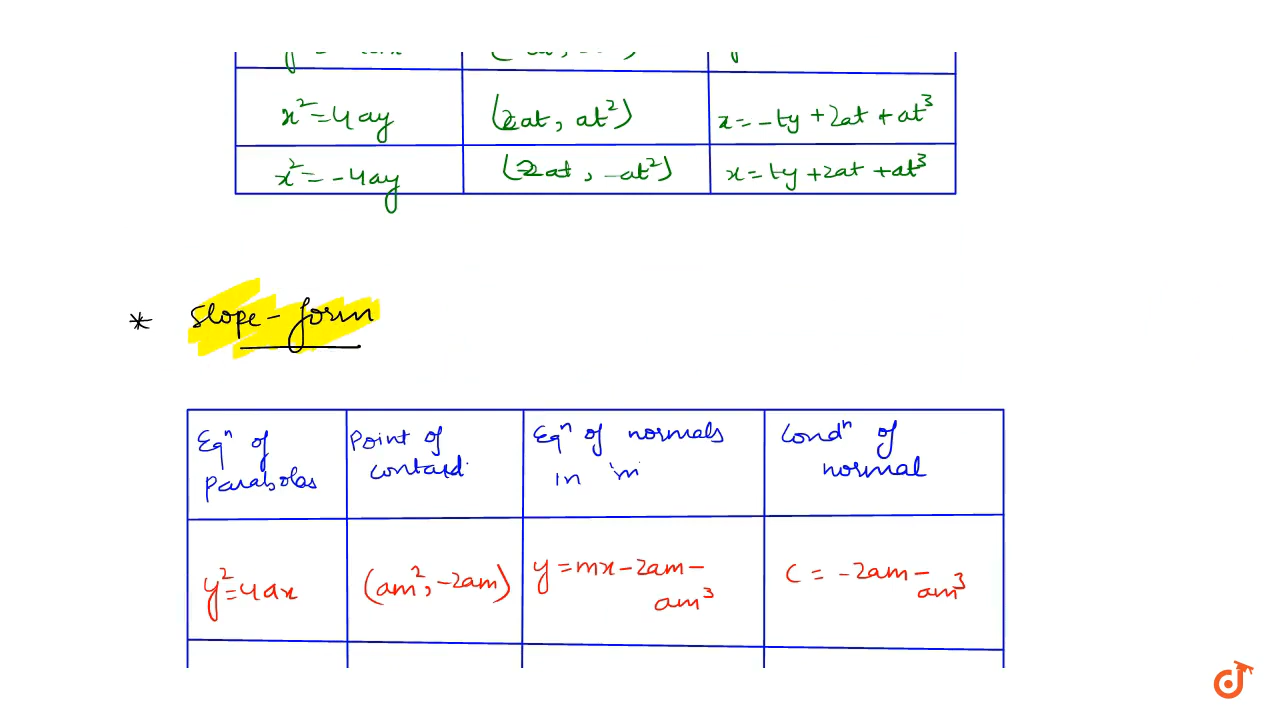 x² = 4ay (2at, at²) x = -ty + 2at + at³
x² = -4ay (2at, -at²) x = ty + 2at + at³
* Slope-form
Eqⁿ of Point of Eqⁿ of normals Condⁿ of
parabolas contact in 'm' normal
y² = 4ax (am², -2am) y = mx - 2am - c = -2am -
am³ am³